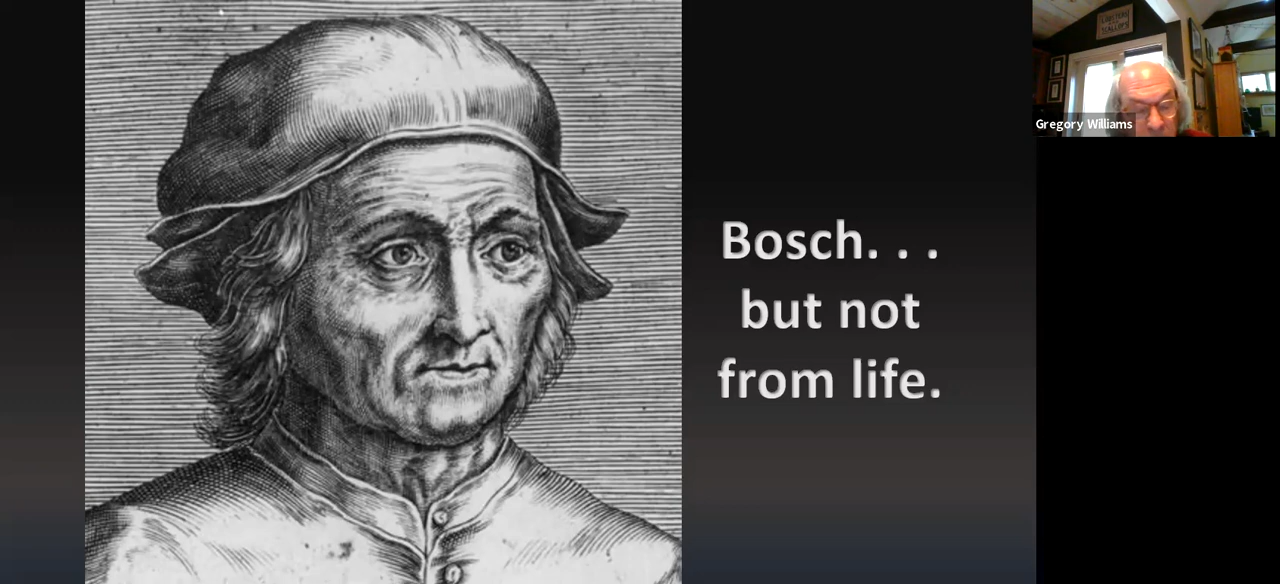 Bosch. . .
but not
from life.
Gregory Williams